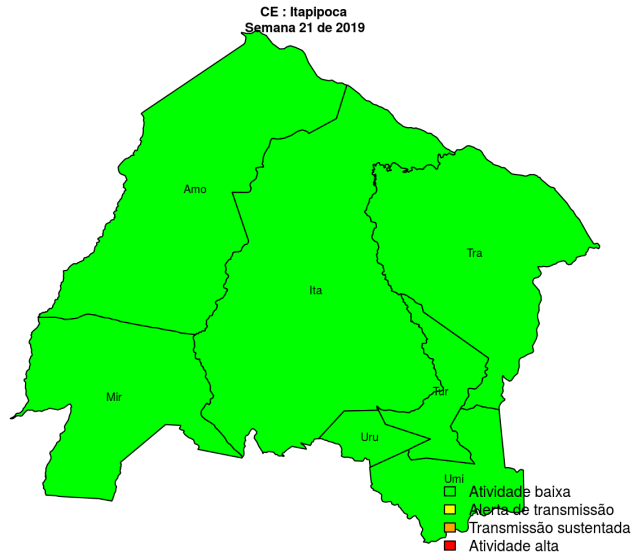 CE : Itapipoca
Semana 21 de 2019
Amo
Tra
Ita
Mir
Tur
Uru
Umi
Atividade baixa
Alerta de transmissão
Transmissão sustentada
Atividade alta